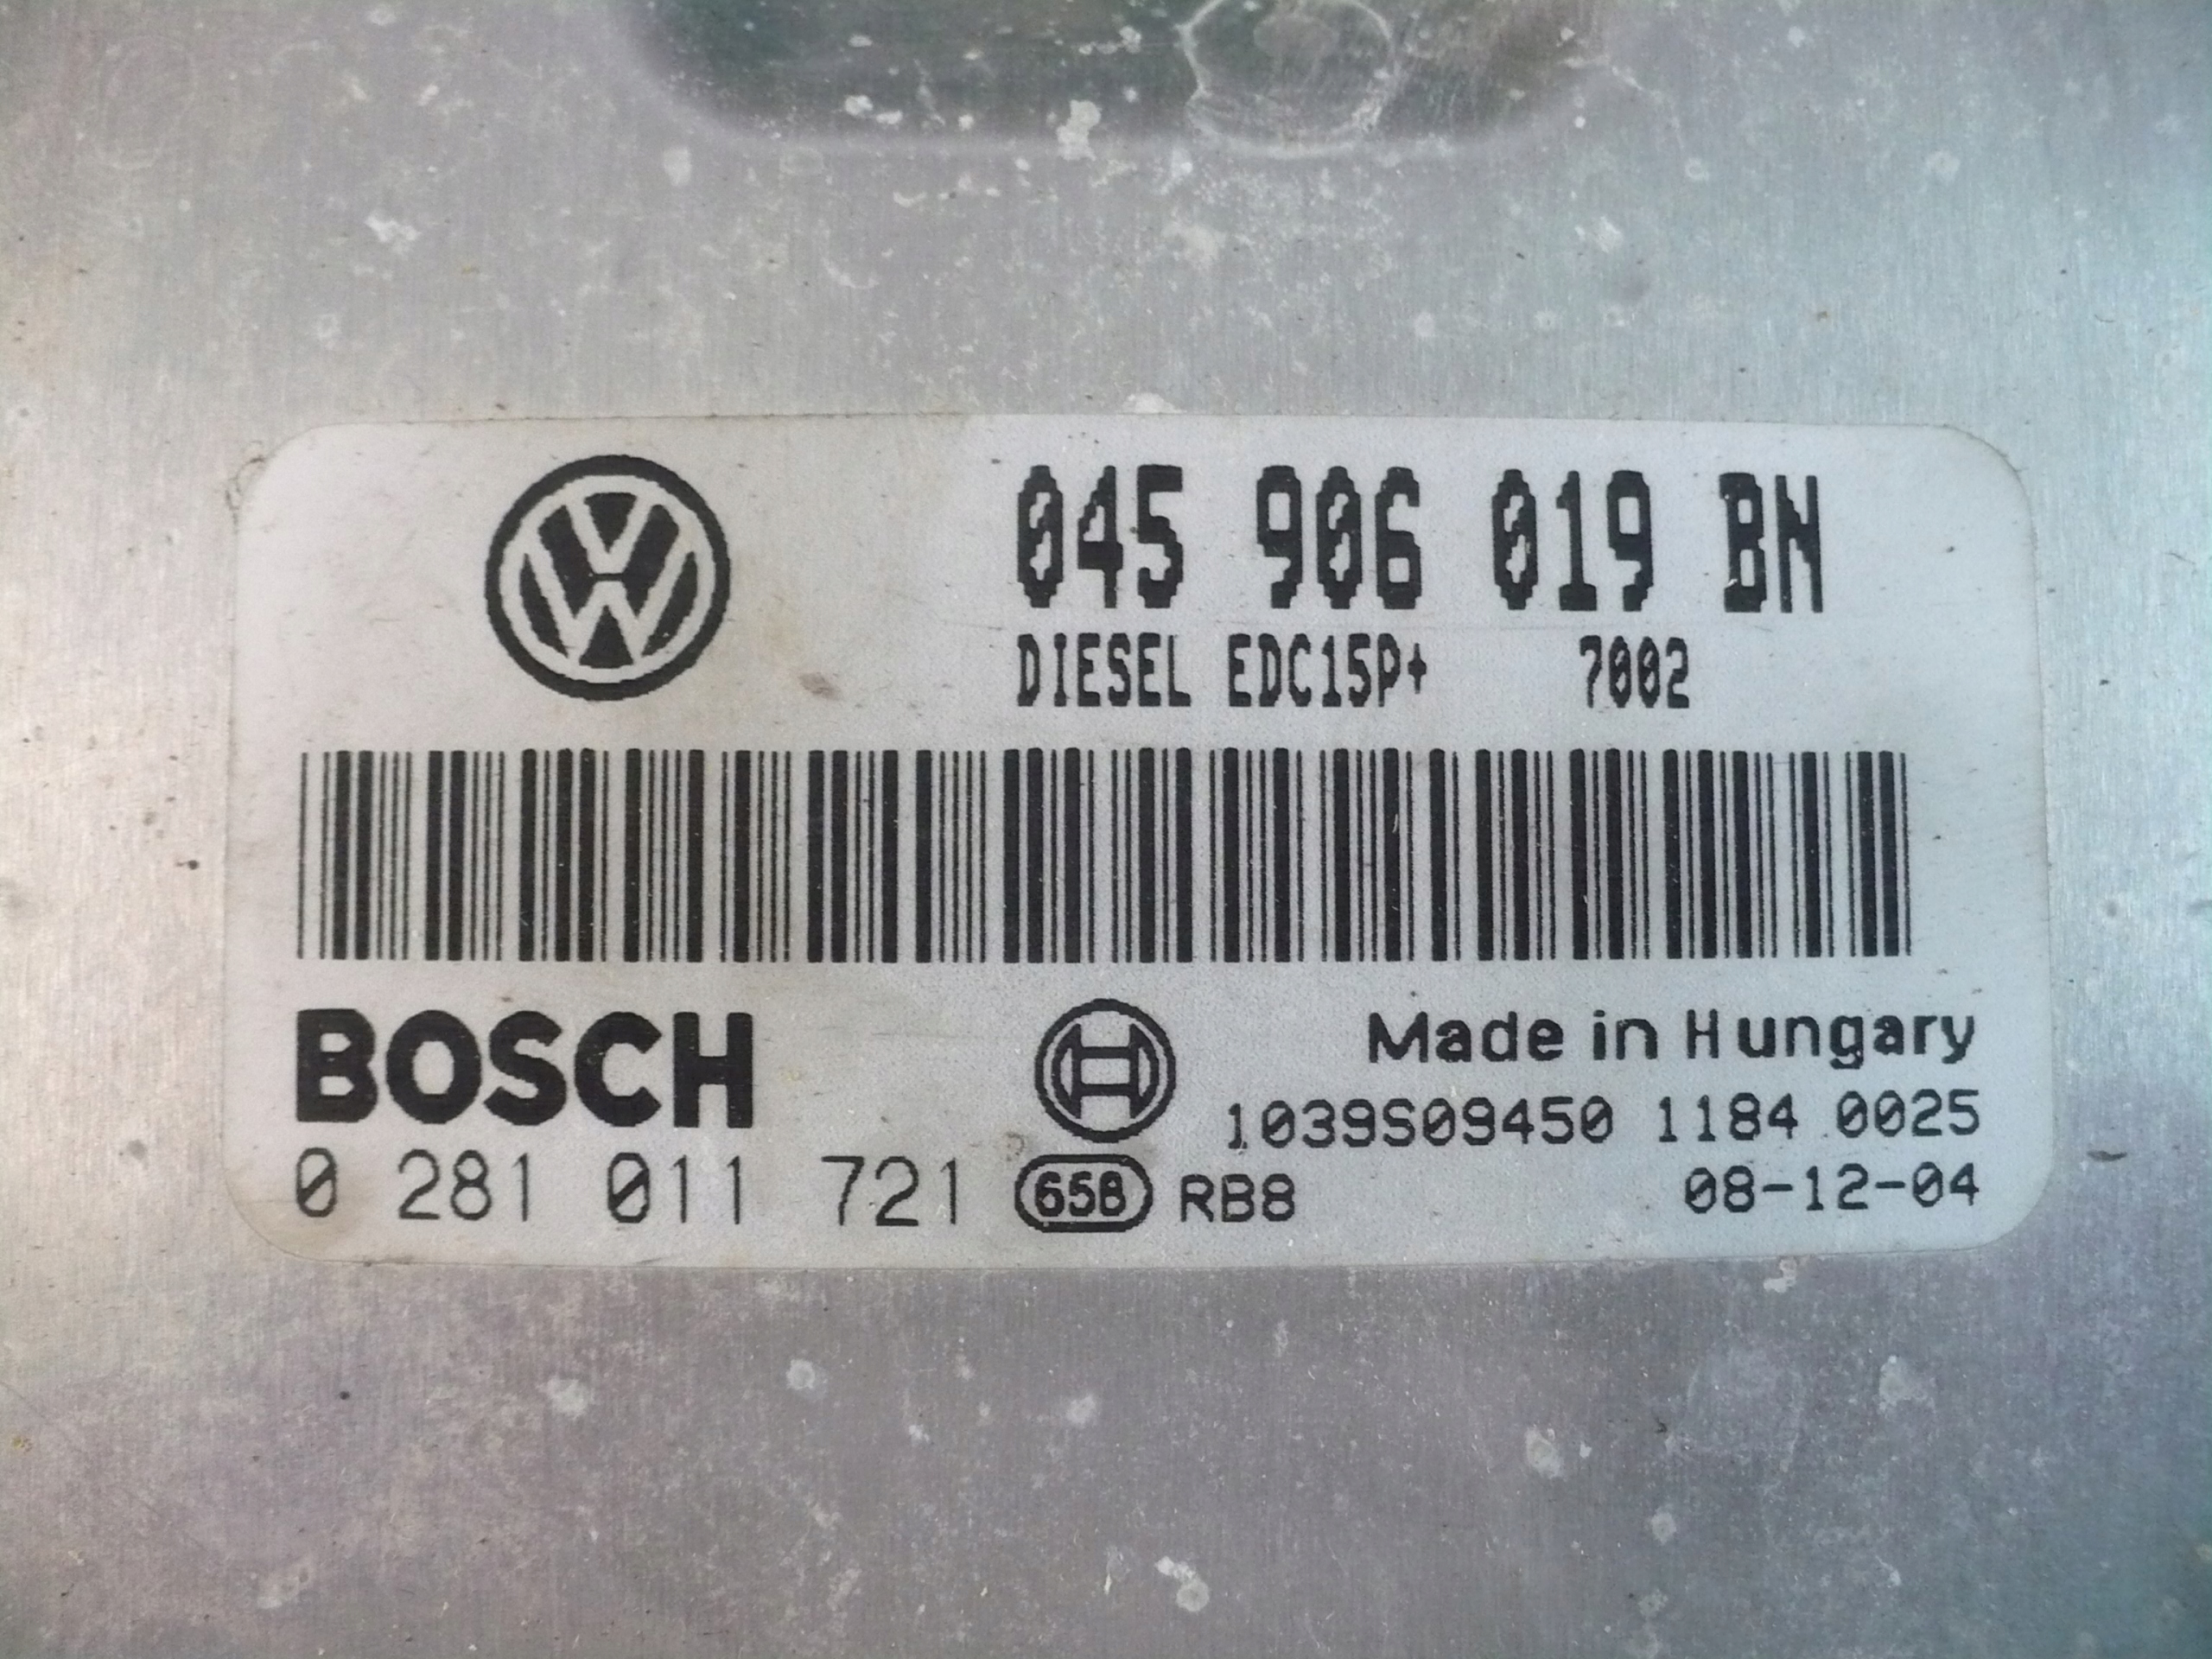 045 906 019 BN
DIESEL EDC15P+ 7002
BOSCH
Made in Hungary
1039S09450 1184 0025
0 281 011 721 658 RB8 08-12-04